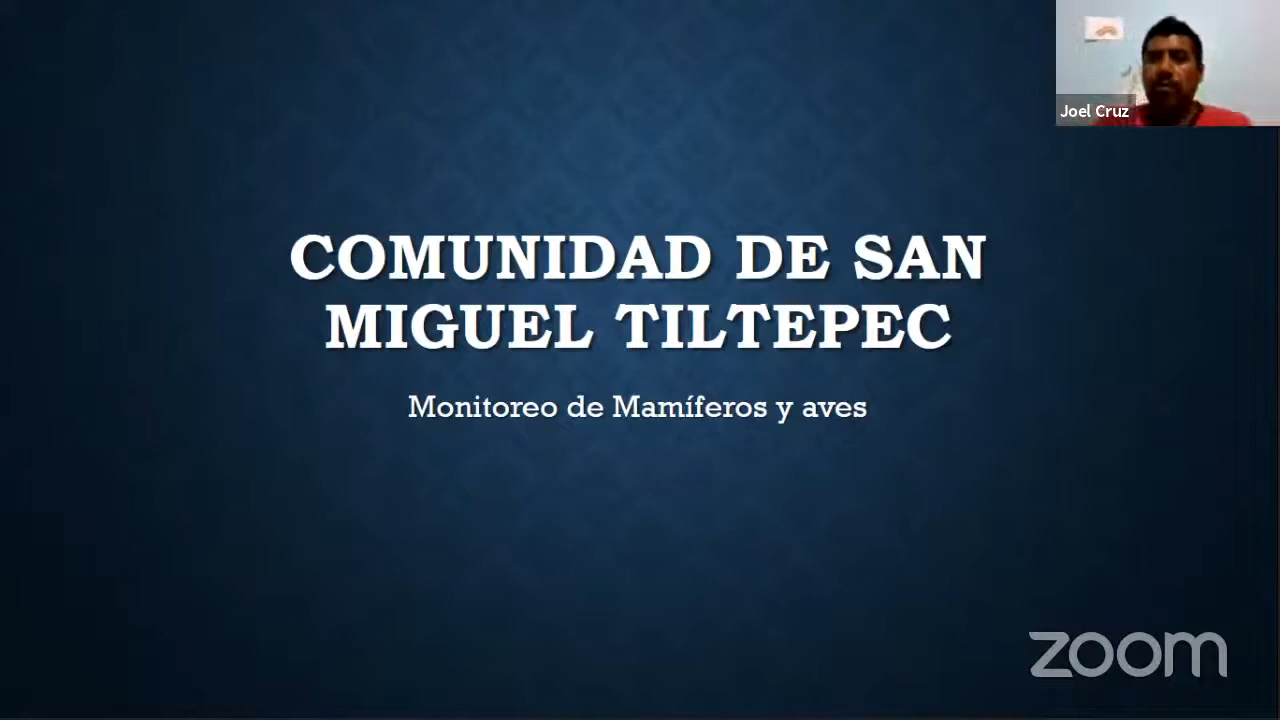 Joel Cruz
COMUNIDAD DE SAN
MIGUEL TILTEPEC
Monitoreo de Mamíferos y aves
zoom